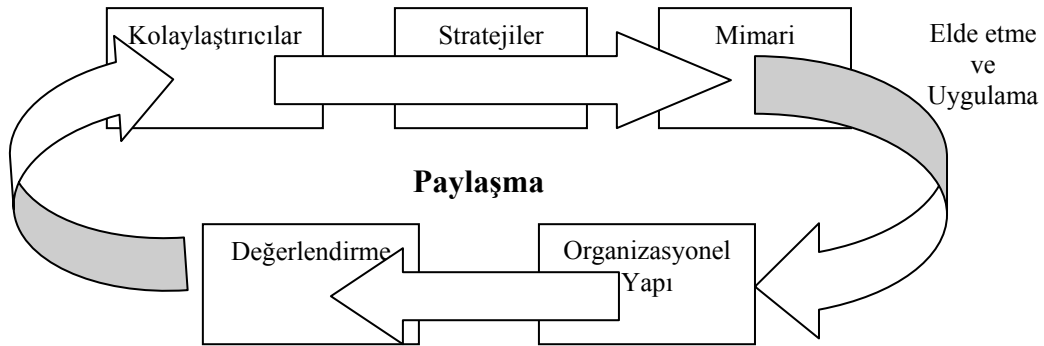 Kolaylaştırıcılar
Stratejiler
Mimari
Elde etme
ve
Uygulama
Paylaşma
Değerlendirme
Organizasyonel
Yapı